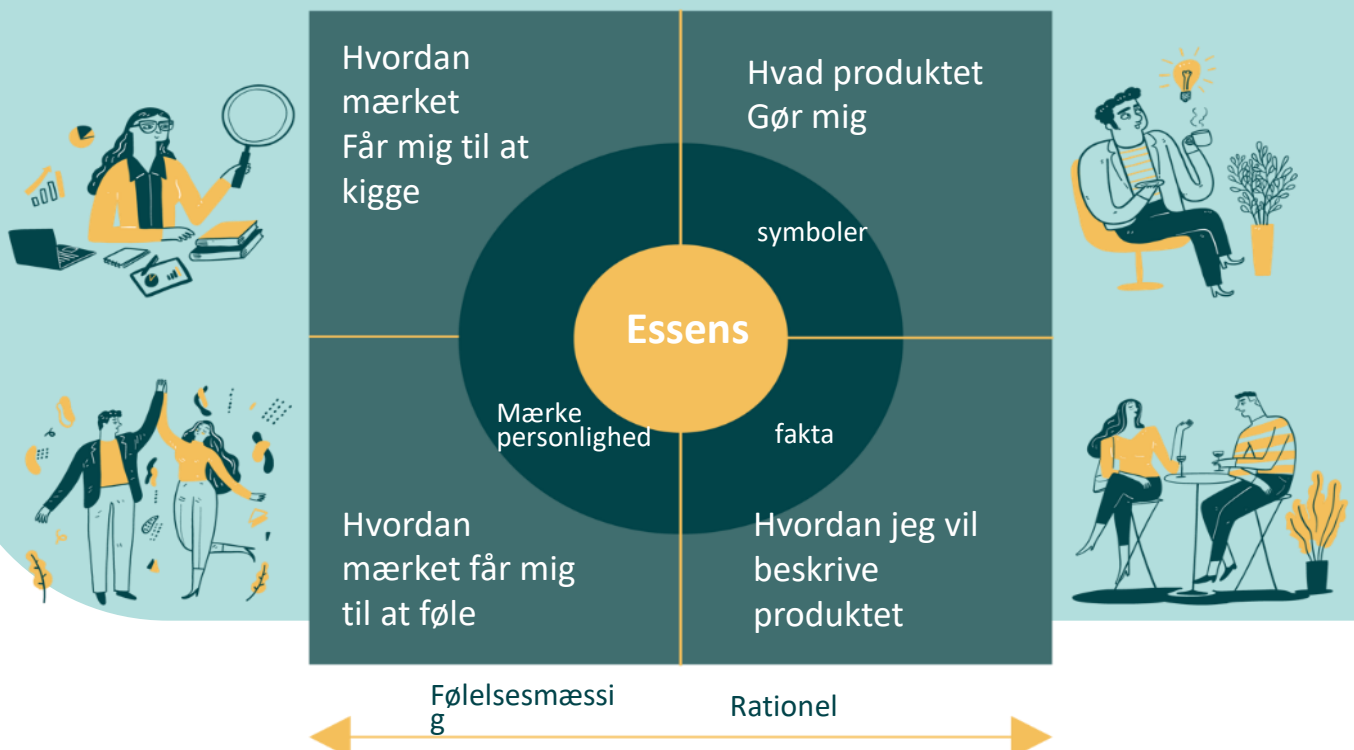 Hvordan
mærket
Får mig til at
kigge
Hvad produktet
Gør mig
symboler
Essens
Mærke
personlighed
fakta
Hvordan
mærket får mig
til at føle
Hvordan jeg vil
beskrive
produktet
Følelsesmæssi
g
Rationel